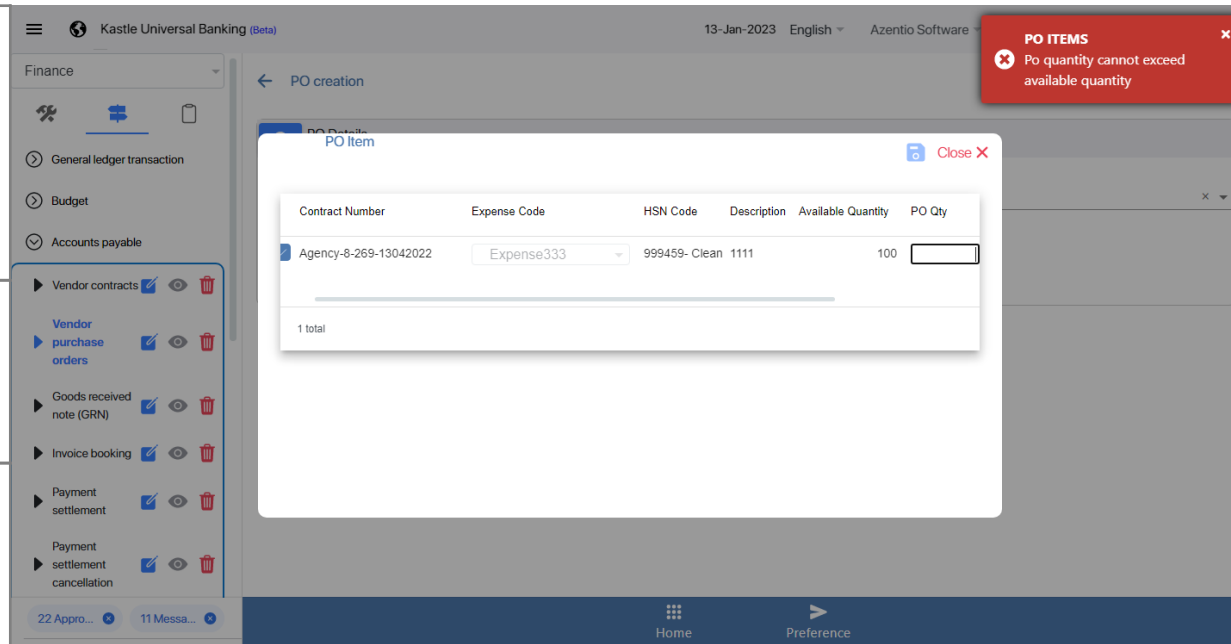 Kastle Universal Banking (Beta)
13-Jan-2023 English Azentio Software
PO ITEMS
Po quantity cannot exceed
available quantity
Finance
PO creation
PO Details
PO Item
Close
General ledger transaction
Budget
Accounts payable
Contract Number Expense Code HSN Code Description Available Quantity PO Qty
Agency-8-269-13042022 Expense333 999459- Clean 1111 100
1 total
Vendor contracts
Vendor
purchase
orders
Goods received
note (GRN)
Invoice booking
Payment
settlement
Payment
settlement
cancellation
22 Appro... 11 Messa...
Home Preference